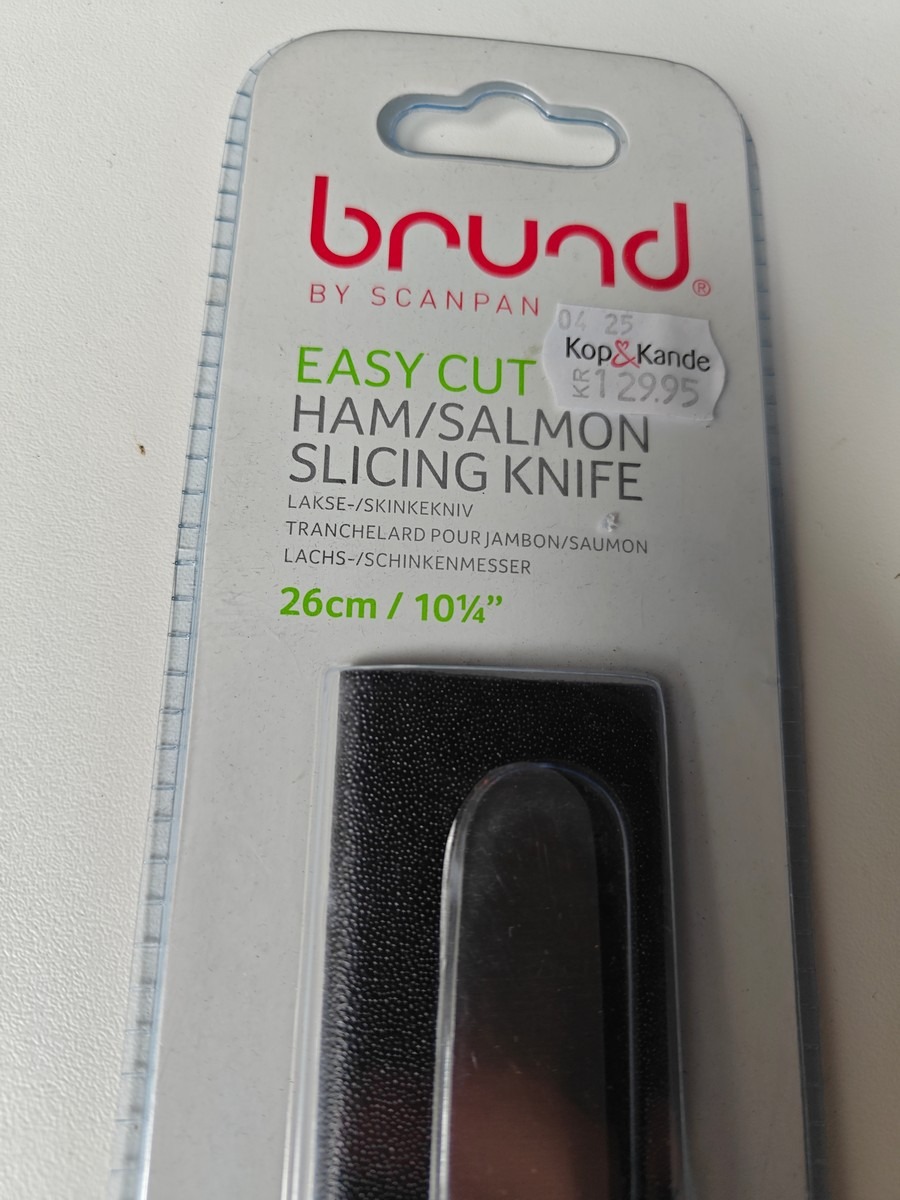 brund®
BY SCANPAN
04 25
Kop&Kande
KR 129.95
EASY CUT
HAM/SALMON
SLICING KNIFE
LAKSE-/SKINKEKNIV
TRANCHELARD POUR JAMBON/SAUMON
LACHS-/SCHINKENMESSER
26cm / 10¼”